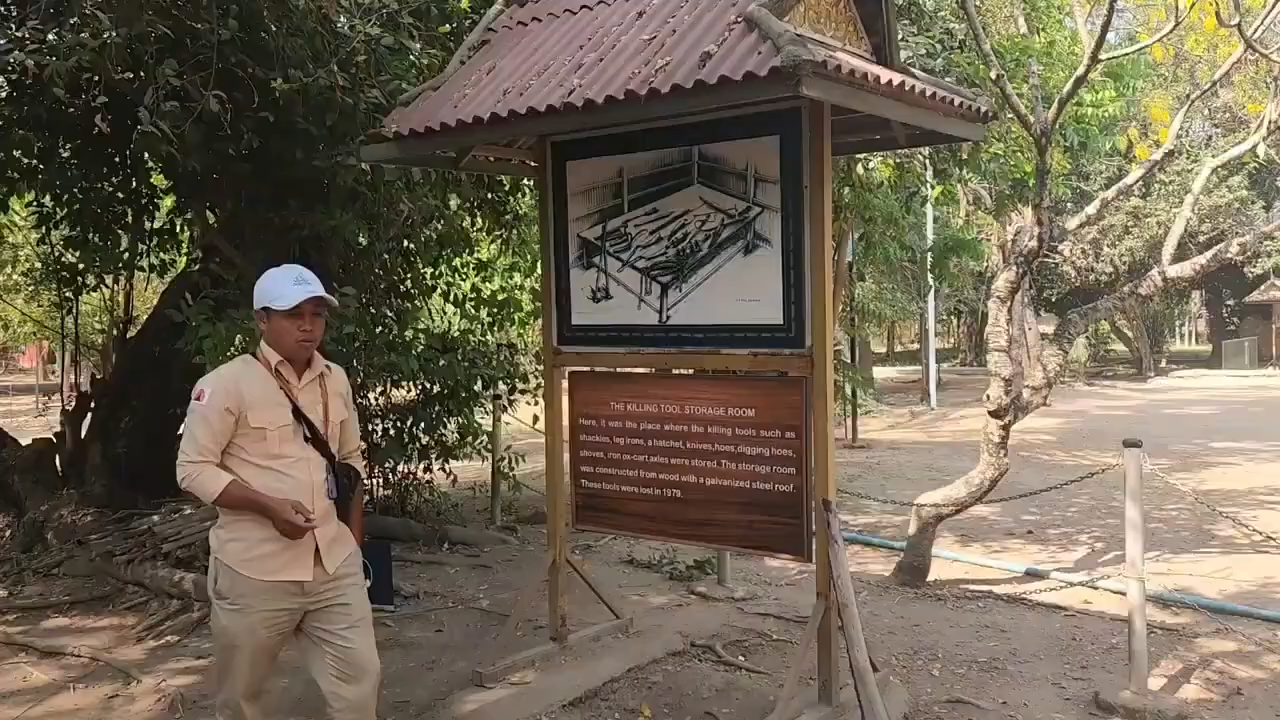 THE KILLING TOOL STORAGE ROOM
Here, it was the place where the killing tools such as
shackles, leg irons, a hatchet, knives,hoes,digging hoes,
shoves, iron ox-cart axles were stored. The storage room
was constructed from wood with a galvanized steel roof.
These tools were lost in 1979.